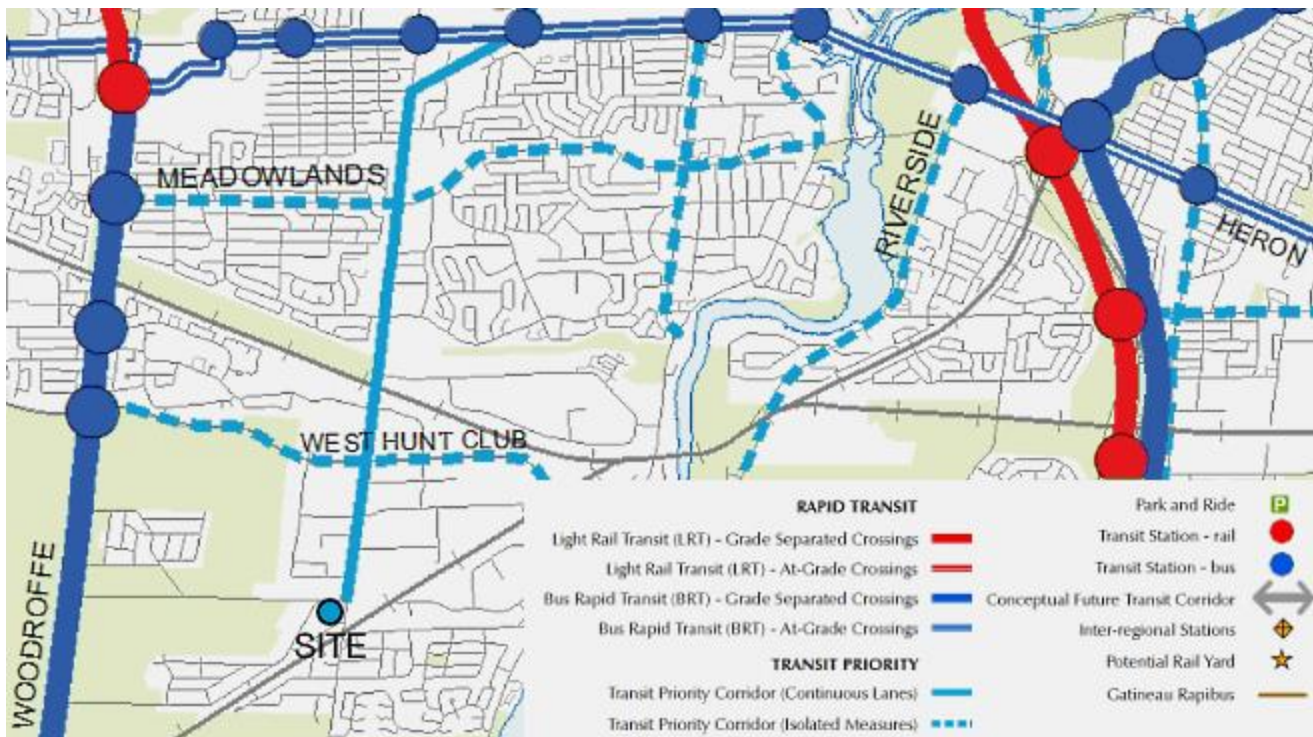 MEADOWLANDS
RIVERSIDE
HERON
WEST HUNT CLUB
WOODROFFE
SITE
RAPID TRANSIT
Light Rail Transit (LRT) - Grade Separated Crossings
Light Rail Transit (LRT) - At-Grade Crossings
Bus Rapid Transit (BRT) - Grade Separated Crossings
Bus Rapid Transit (BRT) - At-Grade Crossings
TRANSIT PRIORITY
Transit Priority Corridor (Continuous Lanes)
Transit Priority Corridor (Isolated Measures)
Park and Ride
P
Transit Station - rail
Transit Station - bus
Conceptual Future Transit Corridor
Inter-regional Stations
Potential Rail Yard
Gatineau Rapibus